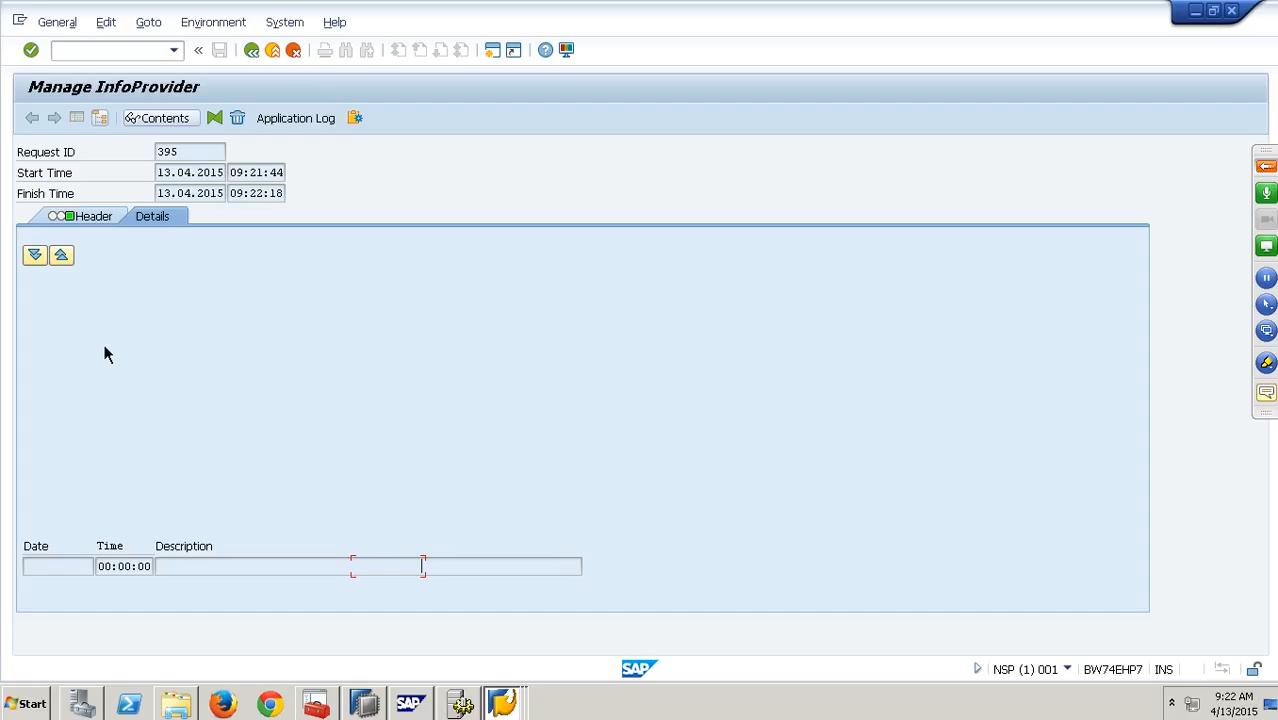 General Edit Goto Environment System Help
Manage InfoProvider
Contents Application Log
Request ID 395
Start Time 13.04.2015 09:21:44
Finish Time 13.04.2015 09:22:18
Header Details
Date Time Description
00:00:00
SAP NSP (1) 001 BW74EHP7 INS
Start SAP 9:22 AM
4/13/2015